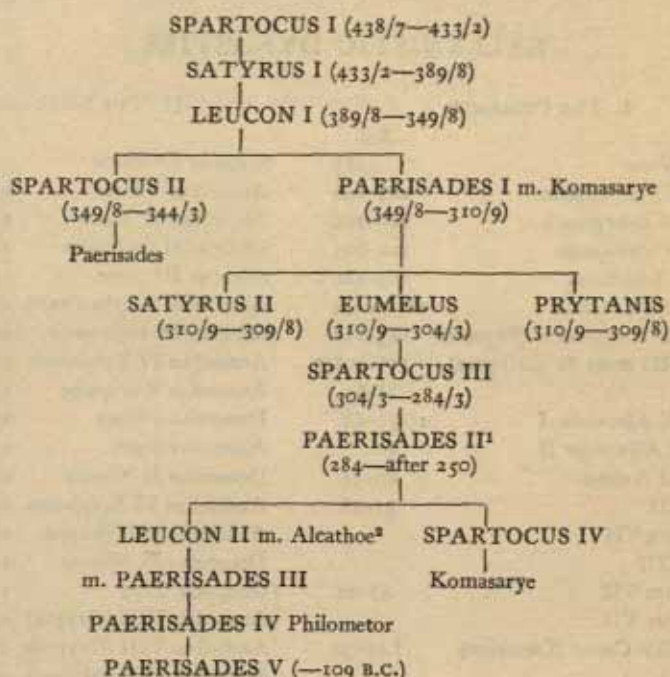 SPARTOCUS I (438/7—433/2)
SATYRUS I (433/2—389/8)
LEUCON I (389/8—349/8)
SPARTOCUS II PAERISADES I m. Komasarye
(349/8—344/3) (349/8—310/9)
Paerisades
SATYRUS II EUMELUS PRYTANIS
(310/9—309/8) (310/9—304/3) (310/9—309/8)
SPARTOCUS III
(304/3—284/3)
PAERISADES II¹
(284—after 250)
LEUCON II m. Alcathoe² SPARTOCUS IV
m. PAERISADES III Komasarye
PAERISADES IV Philometor
PAERISADES V (—109 B.C.)